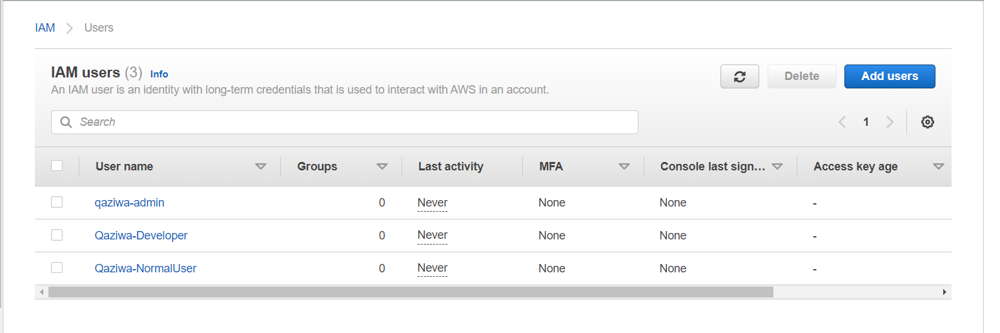 IAM > Users
IAM users (3) Info
An IAM user is an identity with long-term credentials that is used to interact with AWS in an account.
Delete
Add users
Search
1
User name Groups Last activity MFA Console last sign... Access key age
qaziwa-admin 0 Never None None -
Qaziwa-Developer 0 Never None None -
Qaziwa-NormalUser 0 Never None None -